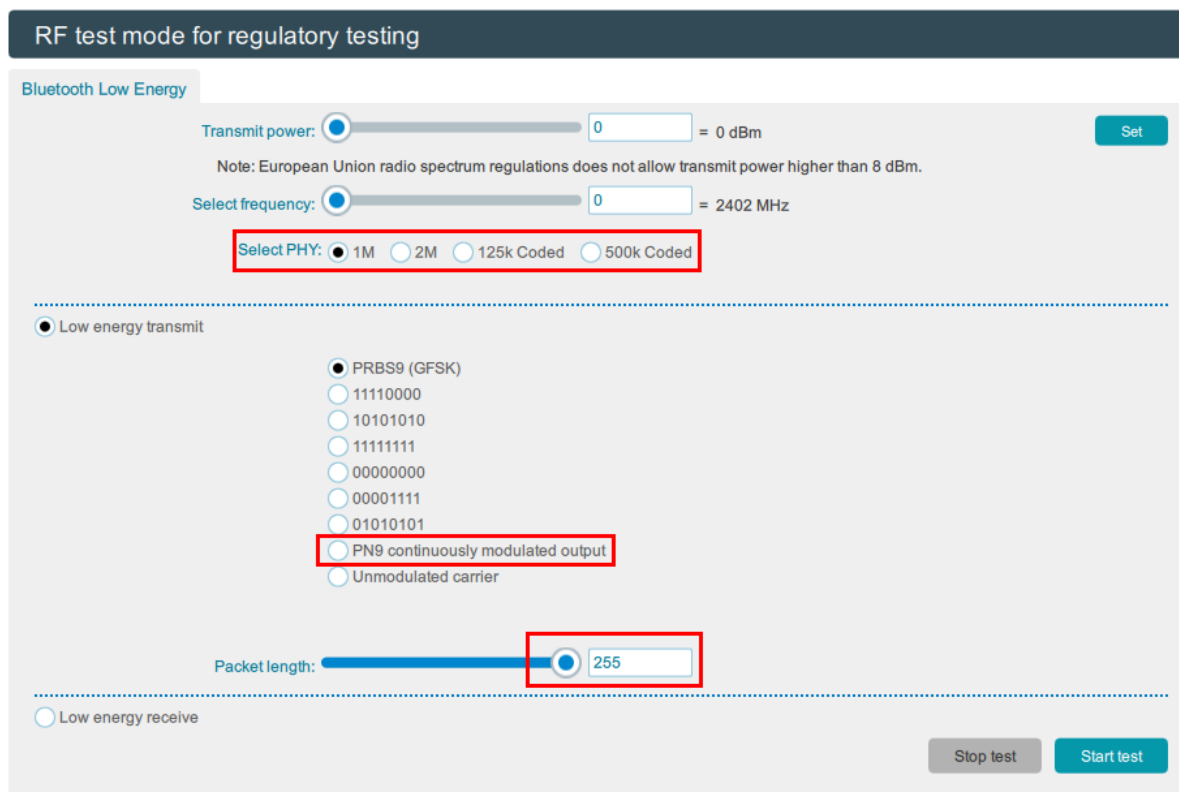 RF test mode for regulatory testing
Bluetooth Low Energy
Transmit power: 0 = 0 dBm Set
Note: European Union radio spectrum regulations does not allow transmit power higher than 8 dBm.
Select frequency: 0 = 2402 MHz
Select PHY: 1M 2M 125k Coded 500k Coded
Low energy transmit
PRBS9 (GFSK)
11110000
10101010
11111111
00000000
00001111
01010101
PN9 continuously modulated output
Unmodulated carrier
Packet length: 255
Low energy receive
Stop test Start test